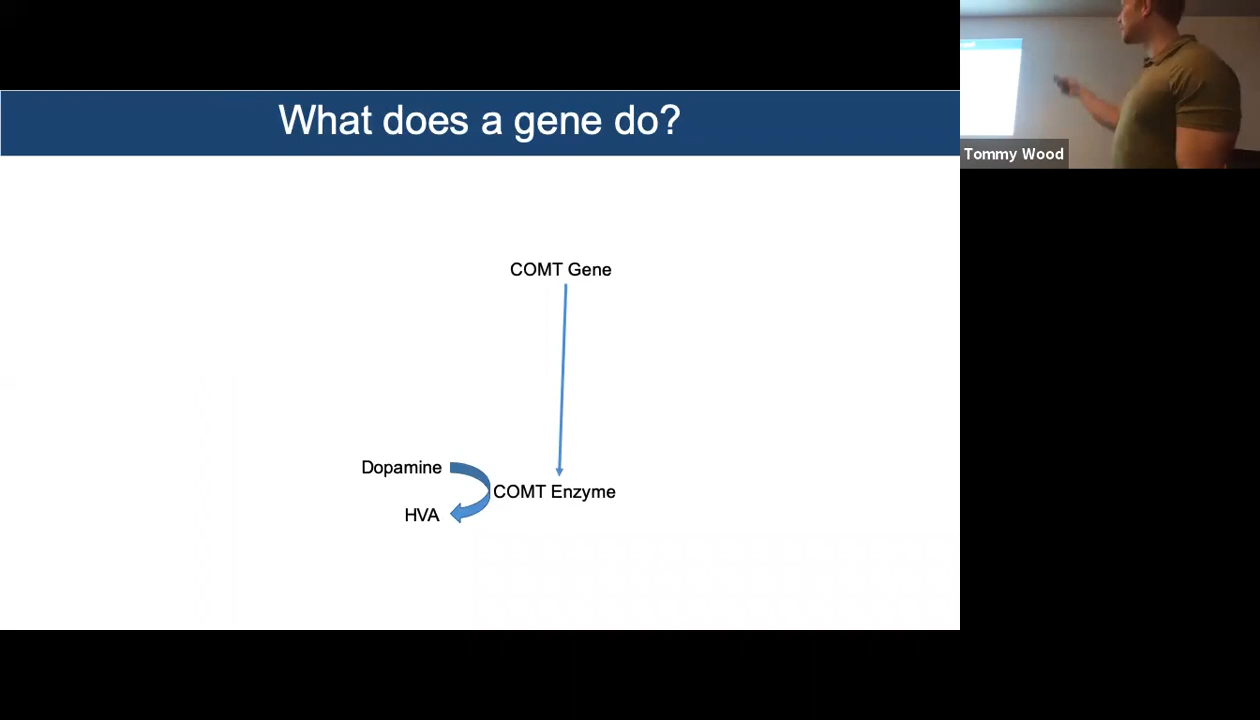 What does a gene do?
Tommy Wood
COMT Gene
Dopamine
COMT Enzyme
HVA